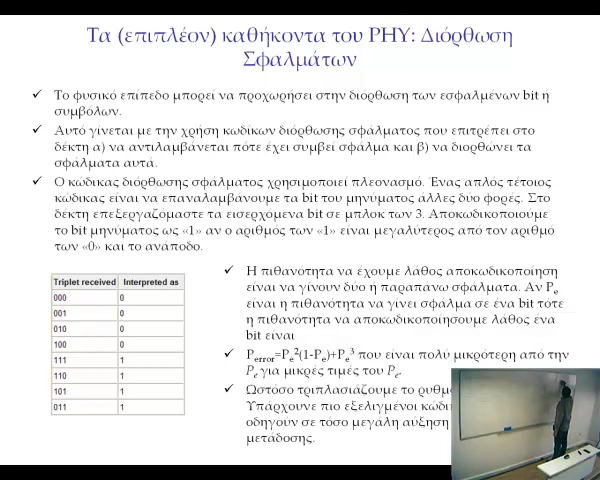 Τα (επιπλέον) καθήκοντα του PHY: Διόρθωση
Σφαλμάτων
✓ Το φυσικό επίπεδο μπορεί να προχωρήσει στην διόρθωση των εσφαλμένων bit ή
συμβόλων.
✓ Αυτό γίνεται με την χρήση κωδίκων διόρθωσης σφάλματος που επιτρέπει στο
δέκτη α) να αντιλαμβάνεται πότε έχει συμβεί σφάλμα και β) να διορθώνει τα
σφάλματα αυτά.
✓ Ο κώδικας διόρθωσης σφάλματος χρησιμοποιεί πλεονασμό. Ένας απλός τέτοιος
κώδικας είναι να επαναλαμβάνουμε τα bit του μηνύματος άλλες δύο φορές. Στο
δέκτη επεξεργαζόμαστε τα εισερχόμενα bit σε μπλοκ των 3. Αποκωδικοποιούμε
το bit μηνύματος ως «1» αν ο αριθμός των «1» είναι μεγαλύτερος από τον αριθμό
των «0» και το ανάποδο.
Triplet received Interpreted as
000 0
001 0
010 0
100 0
111 1
110 1
101 1
011 1
✓ Η πιθανότητα να έχουμε λάθος αποκωδικοποίηση
είναι να γίνουν δύο ή παραπάνω σφάλματα. Αν Pe
είναι η πιθανότητα να γίνει σφάλμα σε ένα bit τότε
η πιθανότητα να αποκωδικοποίησουμε λάθος ένα
bit είναι
✓ Perror=Pe²(1-Pe)+Pe³ που είναι πολύ μικρότερη από την
Pe για μικρές τιμές του Pe.
✓ Ωστόσο τριπλασιάζουμε το ρυθμ
Υπάρχουνε πιο εξελιγμένοι κώδι
οδηγούν σε τόσο μεγάλη αύξηση
μετάδοσης.